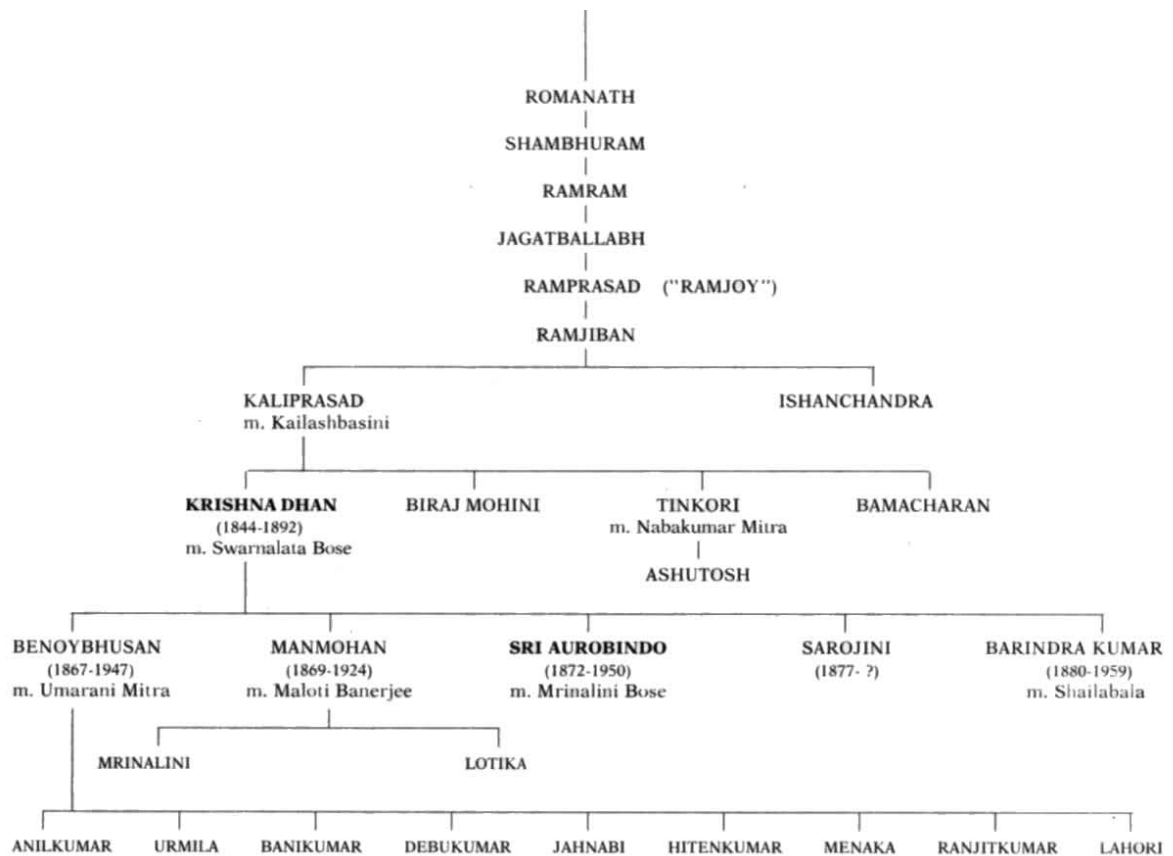 ROMANATH
SHAMBHURAM
RAMRAM
JAGATBALLABH
RAMPRASAD ("RAMJOY")
RAMJIBAN
KALIPRASAD ISHANCHANDRA
m. Kailashbasini
KRISHNA DHAN BIRAJ MOHINI TINKORI BAMACHARAN
(1844-1892) m. Nabakumar Mitra
m. Swarnalata Bose
ASHUTOSH
BENOYBHUSAN MANMOHAN SRI AUROBINDO SAROJINI BARINDRA KUMAR
(1867-1947) (1869-1924) (1872-1950) (1877- ?) (1880-1959)
m. Umarani Mitra m. Maloti Banerjee m. Mrinalini Bose m. Shailabala
MRINALINI LOTIKA
ANILKUMAR URMILA BANIKUMAR DEBUKUMAR JAHNABI HITENKUMAR MENAKA RANJITKUMAR LAHORI